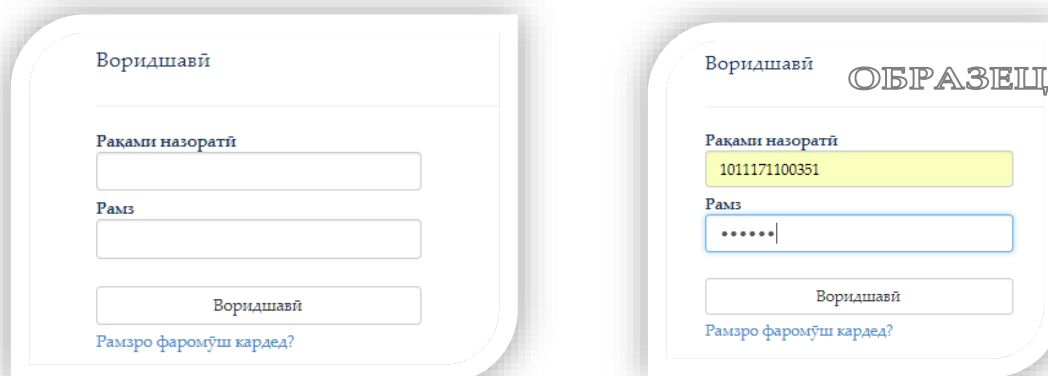 Воридшавӣ
Рақами назоратӣ
Рамз
Воридшавӣ
Рамзро фаромӯш кардед?
Воридшавӣ
ОБРАЗЕЦ
Рақами назоратӣ
1011171100351
Рамз
••••••
Воридшавӣ
Рамзро фаромӯш кардед?